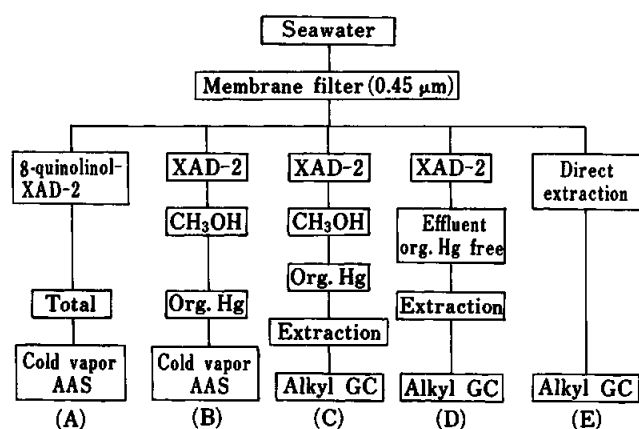 Seawater
Membrane filter (0.45 μm)
8-quinolinol-
XAD-2
XAD-2
XAD-2
XAD-2
Direct
extraction
CH₃OH
CH₃OH
Effluent
org. Hg free
Org. Hg
Total
Org. Hg
Extraction
Extraction
Cold vapor
AAS
Cold vapor
AAS
Alkyl GC
Alkyl GC
Alkyl GC
(A)
(B)
(C)
(D)
(E)